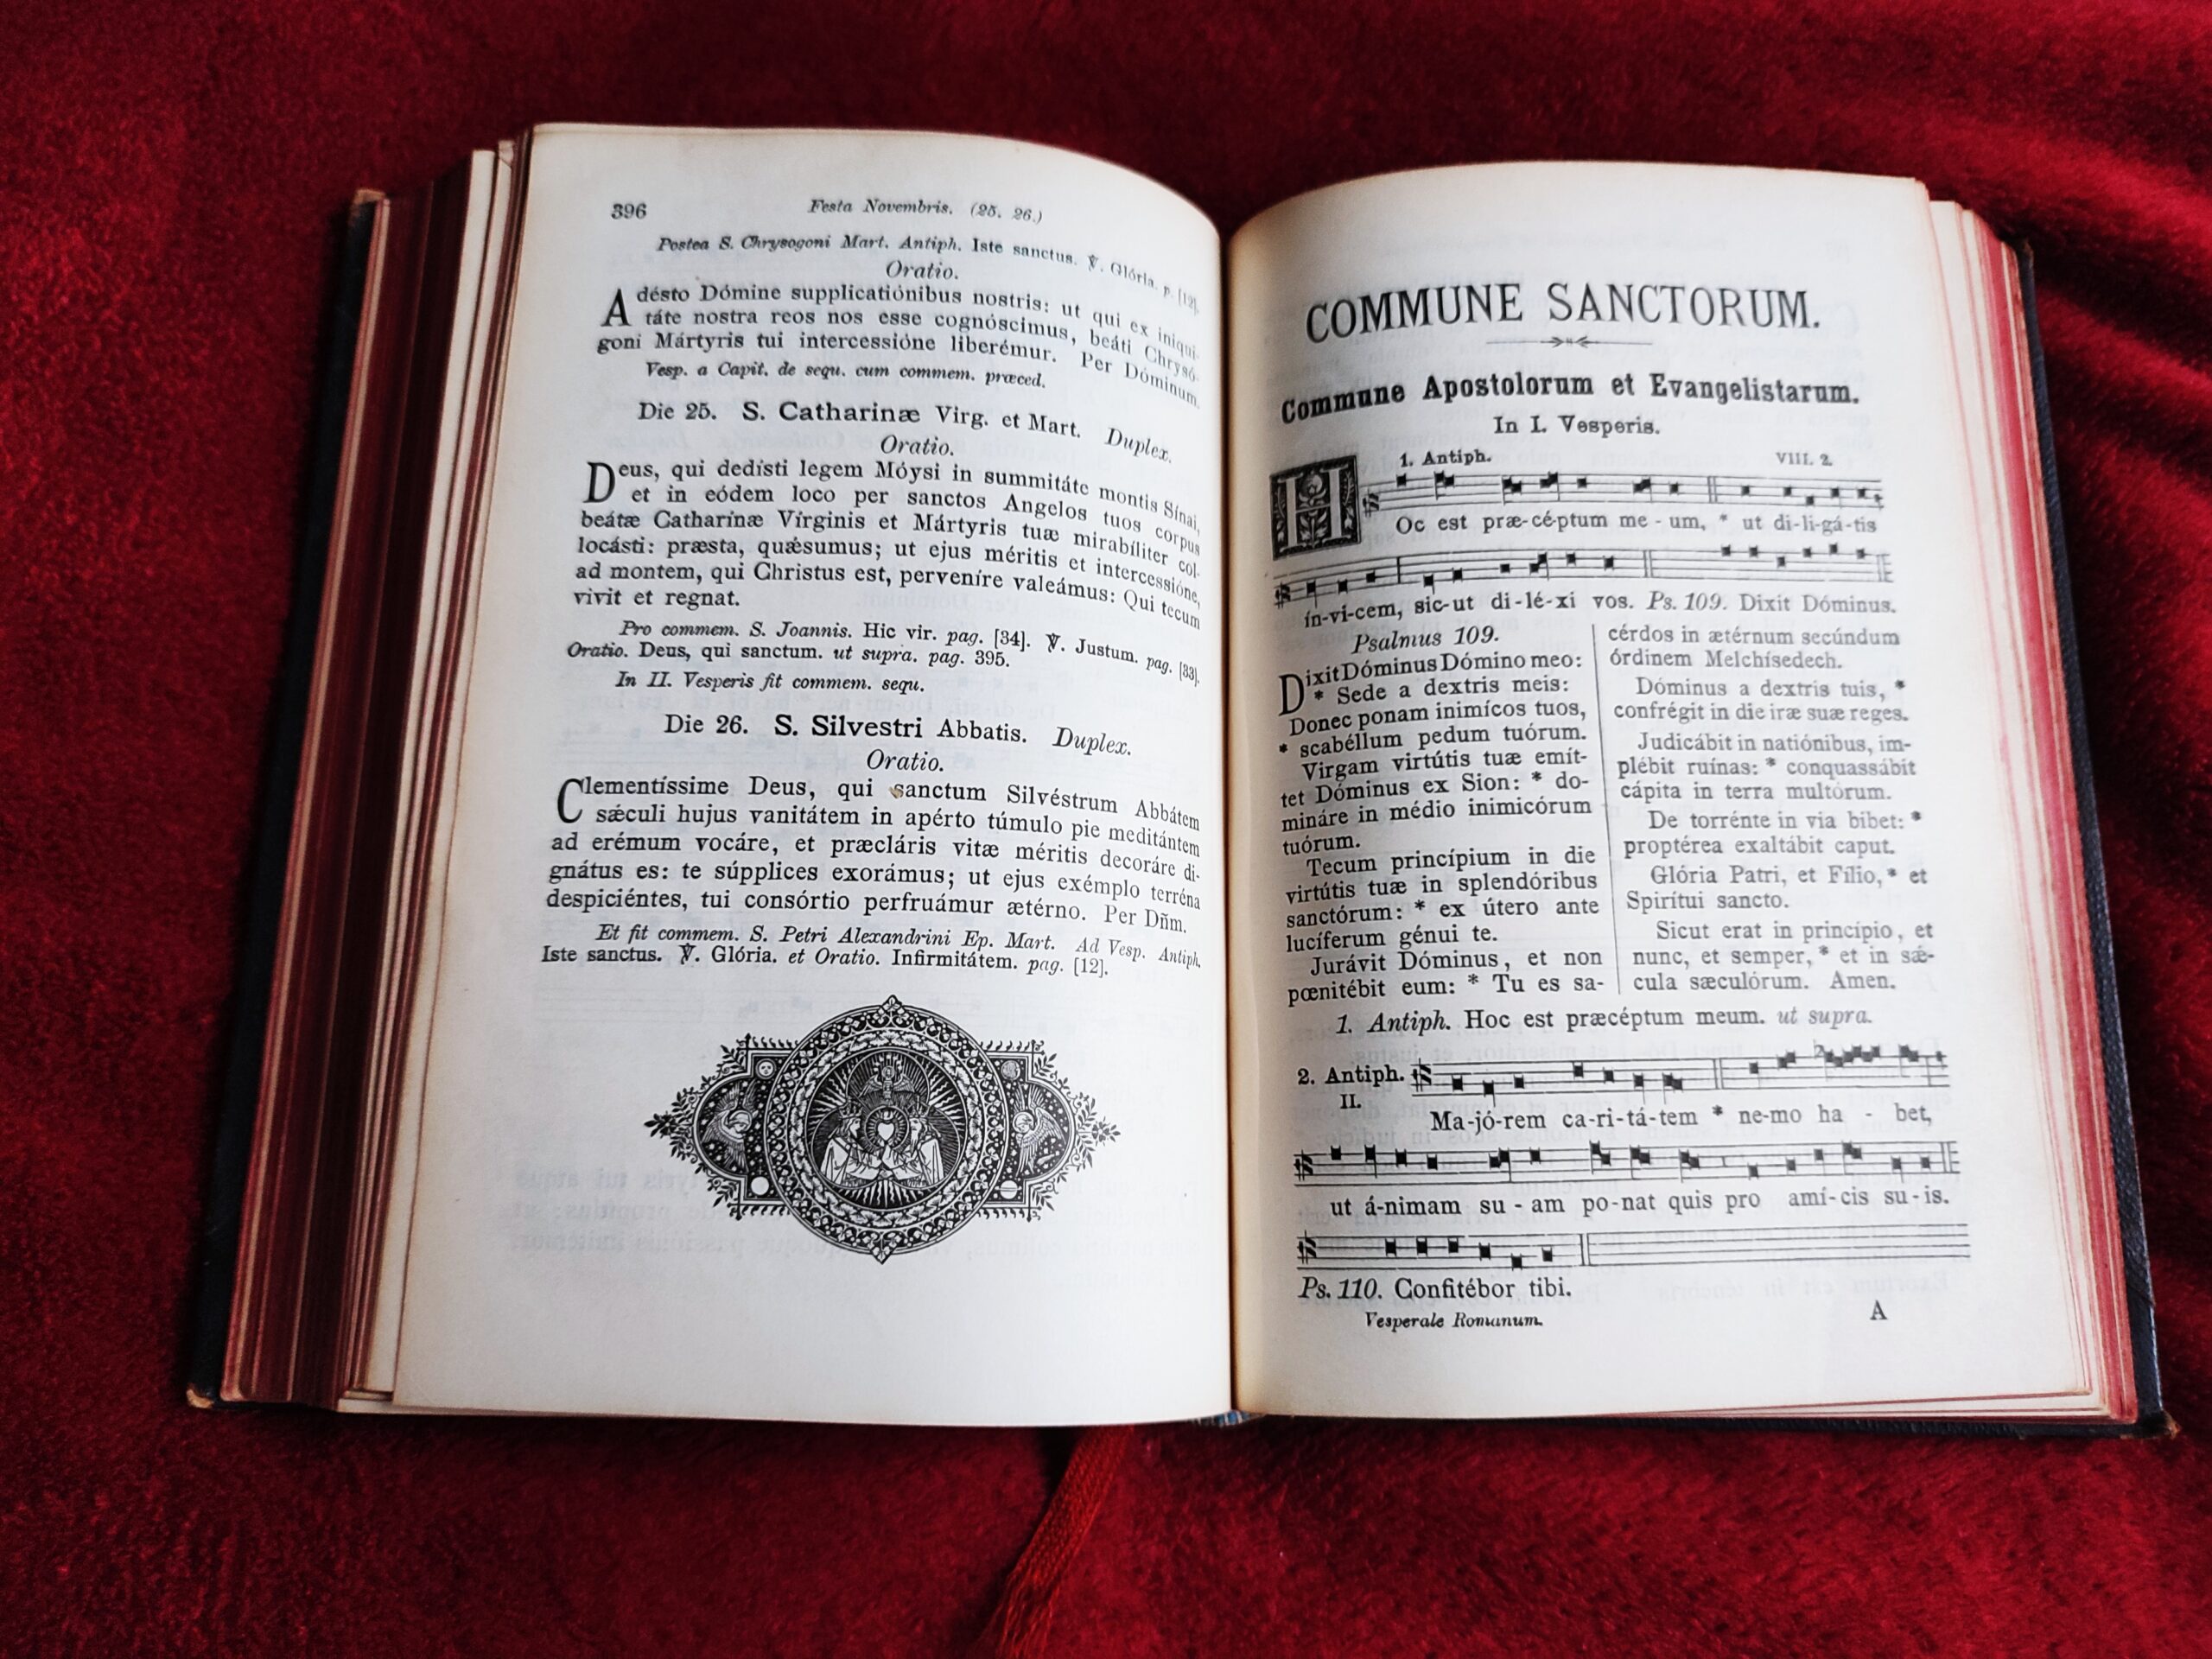 396
Festa Novembris. (25. 26.)
Postea S. Chrysogoni Mart. Antiph. Iste sanctus. ℣. Glória. p. [12].
Oratio.
Adésto Dómine supplicatiónibus nostris: ut qui ex iniqui-
táte nostra reos nos esse cognóscimus, beáti Chrysó-
goni Mártyris tui intercessióne liberémur. Per Dóminum.
Vesp. a Capit. de sequ. cum commem. præced.
Die 25. S. Catharinæ Virg. et Mart. Duplex.
Oratio.
Deus, qui dedísti legem Móysi in summitáte montis Sínai,
et in eódem loco per sanctos Angelos tuos corpus
beátæ Catharínæ Vírginis et Mártyris tuæ mirabíliter col-
locásti: præsta, quǽsumus; ut ejus méritis et intercessióne,
ad montem, qui Christus est, perveníre valeámus: Qui tecum
vivit et regnat.
Pro commem. S. Joannis. Hic vir. pag. [34]. ℣. Justum. pag. [33].
Oratio. Deus, qui sanctum. ut supra. pag. 395.
In II. Vesperis fit commem. sequ.
Die 26. S. Silvestri Abbatis. Duplex.
Oratio.
Clementíssime Deus, qui sanctum Silvéstrum Abbátem
sǽculi hujus vanitátem in apérto túmulo pie meditántem
ad erémum vocáre, et præcláris vitæ méritis decoráre di-
gnátus es: te súpplices exorámus; ut ejus exémplo terréna
despiciéntes, tui consórtio perfruámur ætérno. Per Dñm.
Et fit commem. S. Petri Alexandrini Ep. Mart. Ad Vesp. Antiph.
Iste sanctus. ℣. Glória. et Oratio. Infirmitátem. pag. [12].
COMMUNE SANCTORUM.
Commune Apostolorum et Evangelistarum.
In I. Vesperis.
1. Antiph. VIII. 2.
HOc est præ-cép-tum me - um, * ut di-li-gá-tis
ín-vi-cem, sic-ut di-lé-xi vos. Ps. 109. Dixit Dóminus.
Psalmus 109.
Dixit Dóminus Dómino meo:
* Sede a dextris meis:
Donec ponam inimícos tuos,
* scabéllum pedum tuórum.
Virgam virtútis tuæ emít-
tet Dóminus ex Sion: * do-
mináre in médio inimicórum
tuórum.
Tecum princípium in die
virtútis tuæ in splendóribus
sanctórum: * ex útero ante
lucíferum génui te.
Jurávit Dóminus, et non
pœnitébit eum: * Tu es sa-
cérdos in ætérnum secúndum
órdinem Melchísedech.
Dóminus a dextris tuis, *
confrégit in die iræ suæ reges.
Judicábit in natiónibus, im-
plébit ruínas: * conquassábit
cápita in terra multórum.
De torrénte in via bibet: *
proptérea exaltábit caput.
Glória Patri, et Fílio, * et
Spirítui sancto.
Sicut erat in princípio, et
nunc, et semper, * et in sǽ-
cula sæculórum. Amen.
1. Antiph. Hoc est præcéptum meum. ut supra.
2. Antiph.
II.
Ma-jó-rem ca-ri-tá-tem * ne-mo ha - bet,
ut á-nimam su - am po-nat quis pro amí-cis su-is.
Ps. 110. Confitébor tibi.
Vesperale Romanum.
A